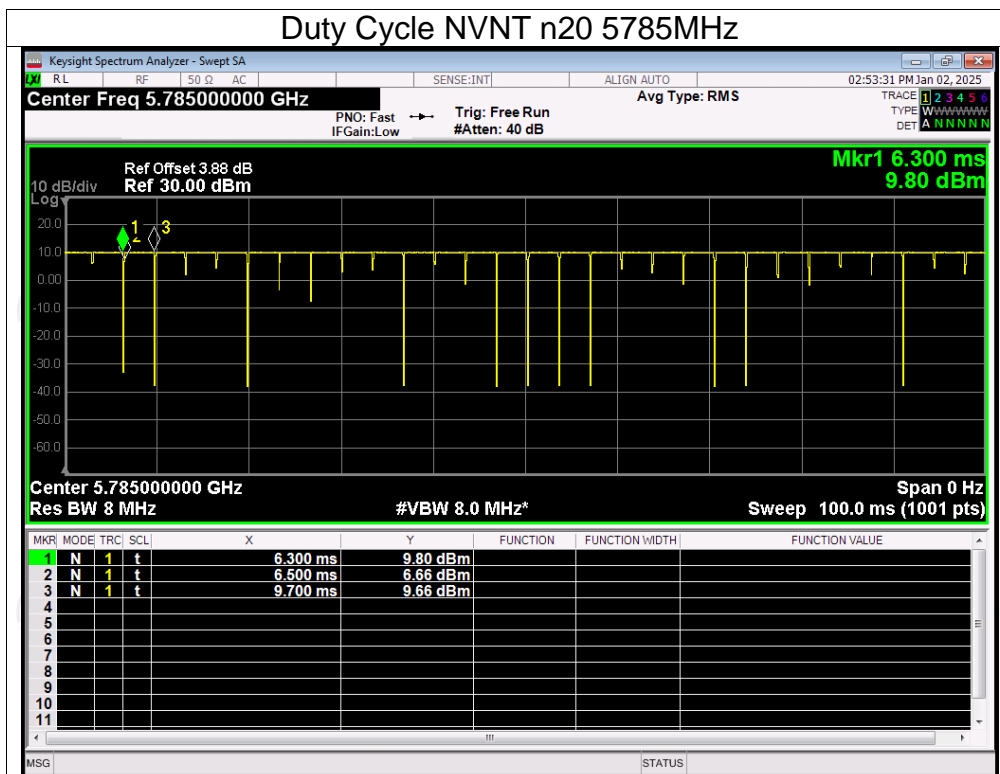 Duty Cycle NVNT n20 5785MHz
Keysight Spectrum Analyzer - Swept SA
LXI RL RF 50 Ω AC SENSE:INT ALIGN AUTO 02:53:31 PM Jan 02, 2025
Center Freq 5.785000000 GHz Avg Type: RMS TRACE 1 2 3 4 5 6
PNO: Fast Trig: Free Run TYPE WWWWWW
IFGain:Low #Atten: 40 dB DET A N N N N N
Mkr1 6.300 ms
Ref Offset 3.88 dB
10 dB/div Ref 30.00 dBm 9.80 dBm
Log
20.0
10.0
0.00
-10.0
-20.0
-30.0
-40.0
-50.0
-60.0
1 2 3
Center 5.785000000 GHz Span 0 Hz
Res BW 8 MHz #VBW 8.0 MHz* Sweep 100.0 ms (1001 pts)
MKR MODE TRC SCL X Y FUNCTION FUNCTION WIDTH FUNCTION VALUE
1 N 1 t 6.300 ms 9.80 dBm
2 N 1 t 6.500 ms 6.66 dBm
3 N 1 t 9.700 ms 9.66 dBm
4
5
6
7
8
9
10
11
MSG STATUS